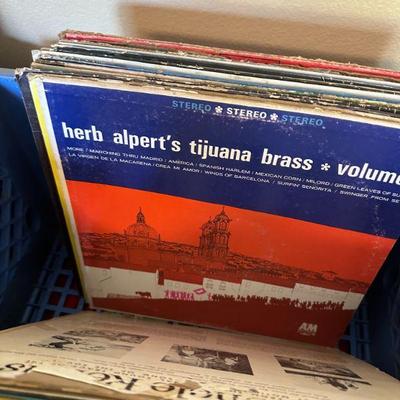 STEREO ★ STEREO ★ STEREO
herb alpert's tijuana brass ★ volume
MORE / MARCHING THRU MADRID / AMERICA / SPANISH HARLEM / MEXICAN CORN / MILORD / GREEN LEAVES OF SU
LA VIRGEN DE LA MACARENA / CREA MI AMOR / WINDS OF BARCELONA / SURFIN' SENORITA / SWINGER FROM SE
A&M